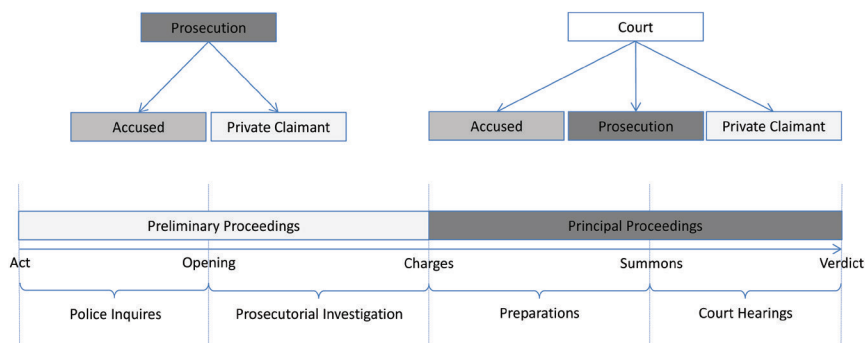 Prosecution
Court
Accused
Private Claimant
Accused
Prosecution
Private Claimant
Preliminary Proceedings
Principal Proceedings
Act
Opening
Charges
Summons
Verdict
Police Inquires
Prosecutorial Investigation
Preparations
Court Hearings